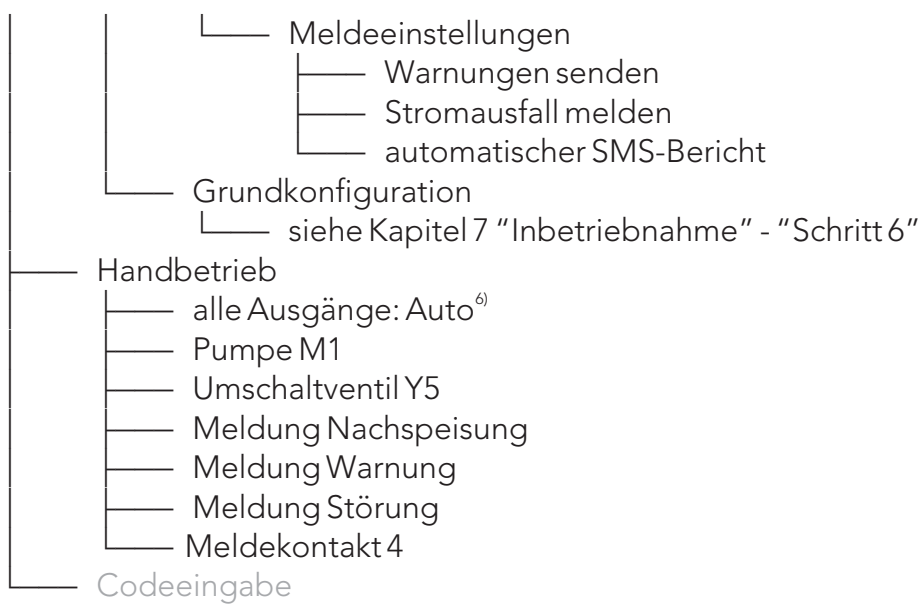 Meldeeinstellungen
Warnungen senden
Stromausfall melden
automatischer SMS-Bericht
Grundkonfiguration
siehe Kapitel 7 “Inbetriebnahme” - “Schritt 6”
Handbetrieb
alle Ausgänge: Auto⁶⁾
Pumpe M1
Umschaltventil Y5
Meldung Nachspeisung
Meldung Warnung
Meldung Störung
Meldekontakt 4
Codeeingabe